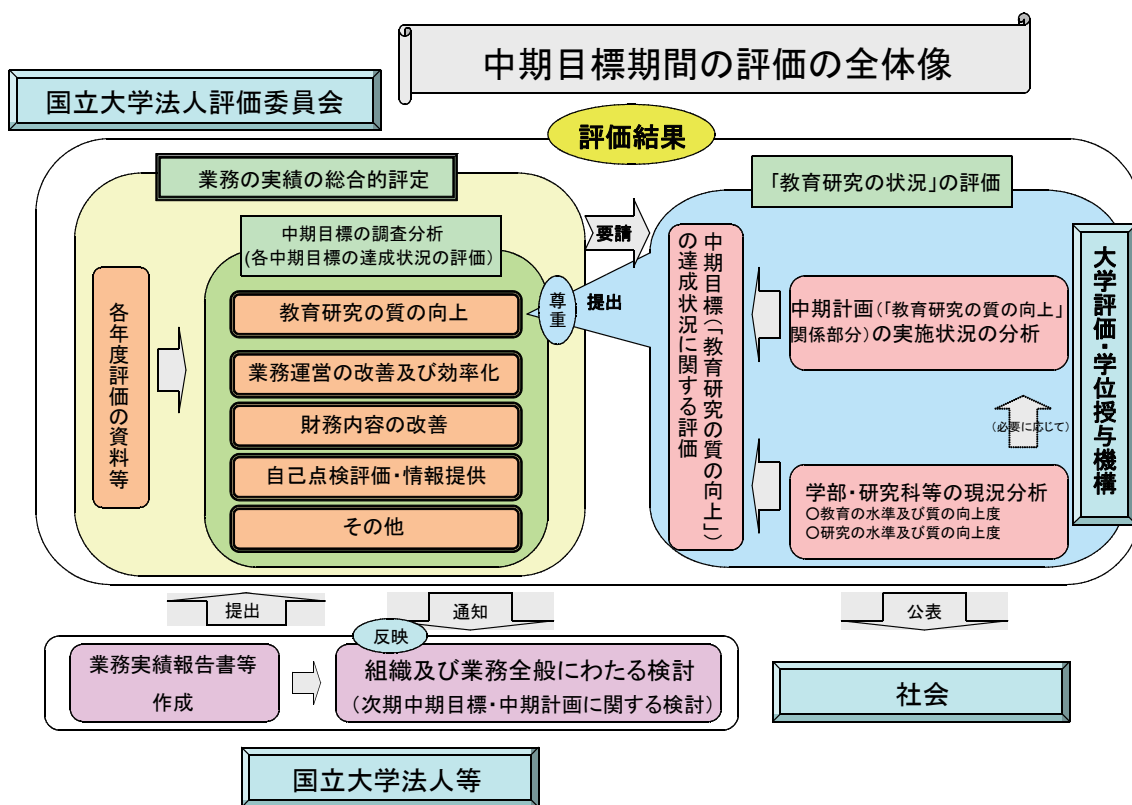 中期目標期間の評価の全体像
国立大学法人評価委員会
評価結果
業務の実績の総合的評定
中期目標の調査分析
(各中期目標の達成状況の評価)
各年度評価の資料等
教育研究の質の向上
業務運営の改善及び効率化
財務内容の改善
自己点検評価・情報提供
その他
要請
尊重
提出
「教育研究の状況」の評価
中期目標(「教育研究の質の向上」)
の達成状況に関する評価
中期計画(「教育研究の質の向上」
関係部分)の実施状況の分析
(必要に応じて)
学部・研究科等の現況分析
○教育の水準及び質の向上度
○研究の水準及び質の向上度
大学評価・学位授与機構
提出
通知
公表
業務実績報告書等
作成
反映
組織及び業務全般にわたる検討
(次期中期目標・中期計画に関する検討)
社会
国立大学法人等